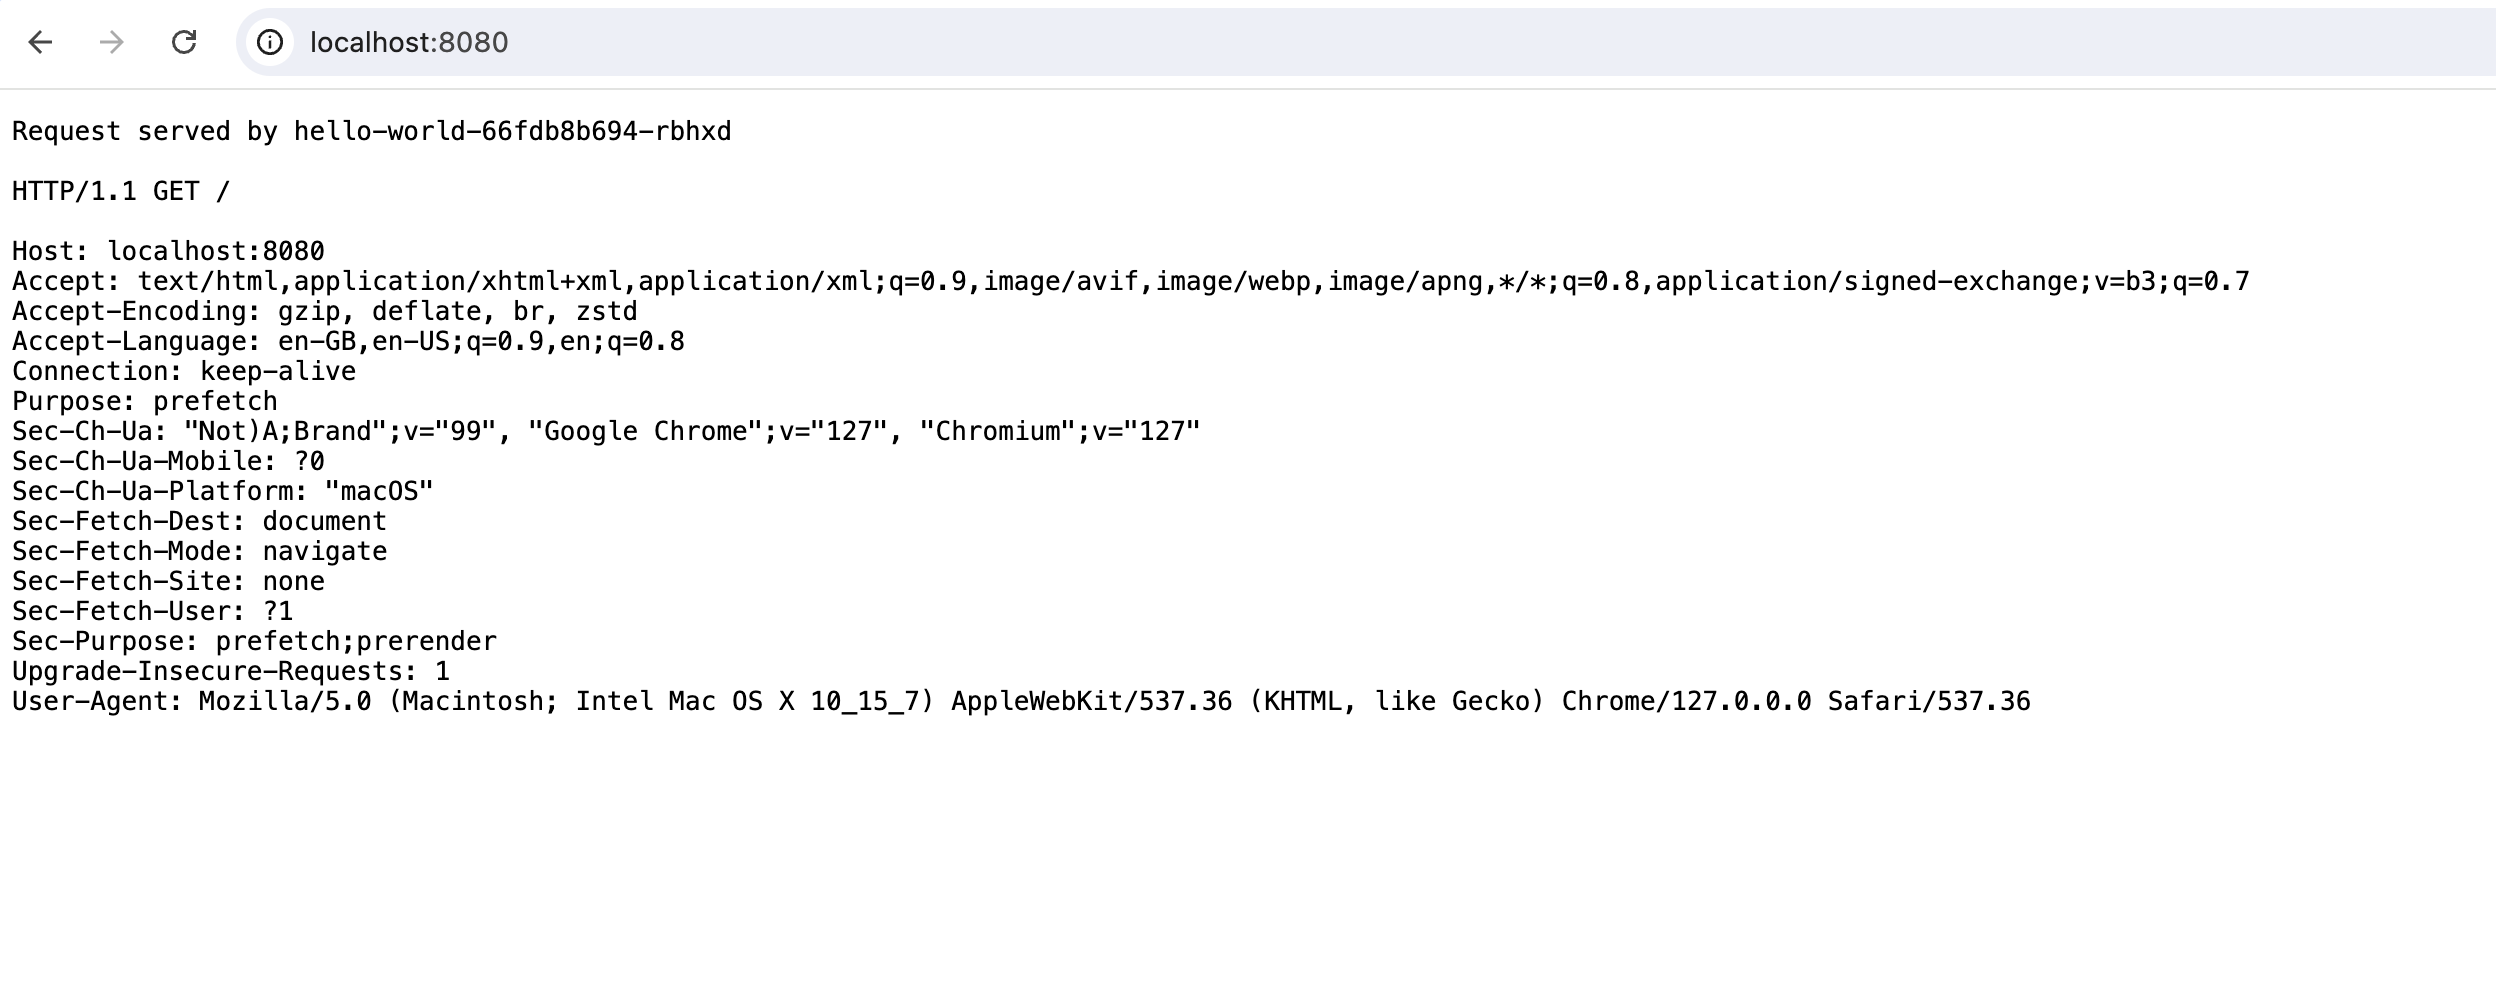 localhost:8080
Request served by hello-world-66fdb8b694-rbhxd
HTTP/1.1 GET /
Host: localhost:8080
Accept: text/html,application/xhtml+xml,application/xml;q=0.9,image/avif,image/webp,image/apng,*/*;q=0.8,application/signed-exchange;v=b3;q=0.7
Accept-Encoding: gzip, deflate, br, zstd
Accept-Language: en-GB,en-US;q=0.9,en;q=0.8
Connection: keep-alive
Purpose: prefetch
Sec-Ch-Ua: "Not)A;Brand";v="99", "Google Chrome";v="127", "Chromium";v="127"
Sec-Ch-Ua-Mobile: ?0
Sec-Ch-Ua-Platform: "macOS"
Sec-Fetch-Dest: document
Sec-Fetch-Mode: navigate
Sec-Fetch-Site: none
Sec-Fetch-User: ?1
Sec-Purpose: prefetch;prerender
Upgrade-Insecure-Requests: 1
User-Agent: Mozilla/5.0 (Macintosh; Intel Mac OS X 10_15_7) AppleWebKit/537.36 (KHTML, like Gecko) Chrome/127.0.0.0 Safari/537.36